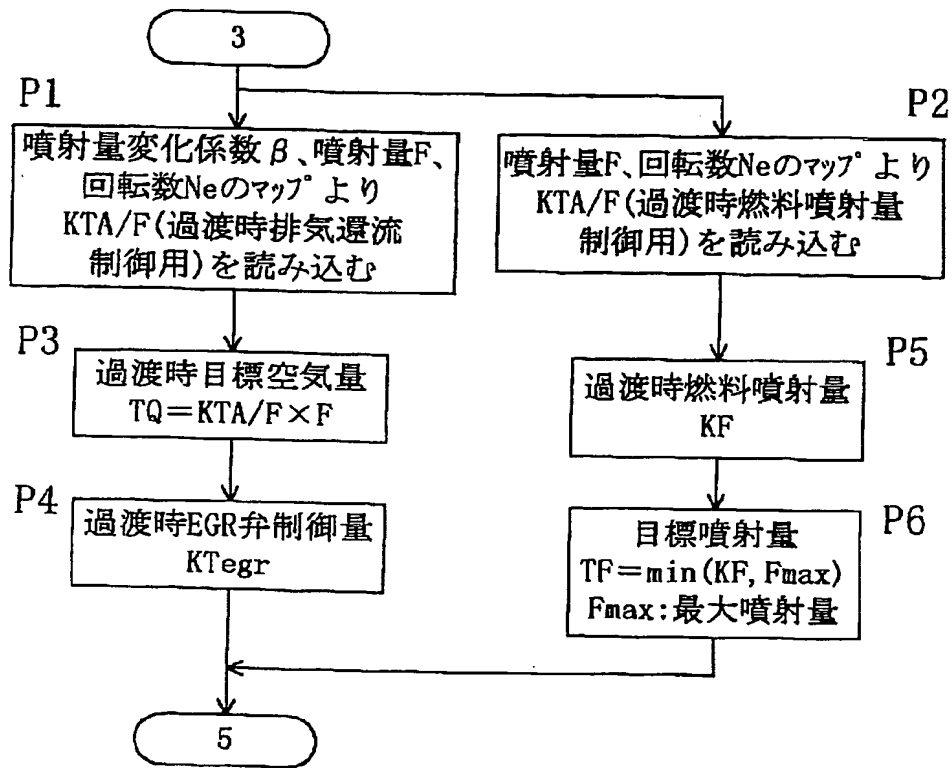 3
P1
噴射量変化係数β、噴射量F、
回転数Neのマップより
KTA/F(過渡時排気還流
制御用)を読み込む
P2
噴射量F、回転数Neのマップより
KTA/F(過渡時燃料噴射量
制御用)を読み込む
P3
過渡時目標空気量
TQ=KTA/F×F
P5
過渡時燃料噴射量
KF
P4
過渡時EGR弁制御量
KTegr
P6
目標噴射量
TF=min(KF,Fmax)
Fmax:最大噴射量
5